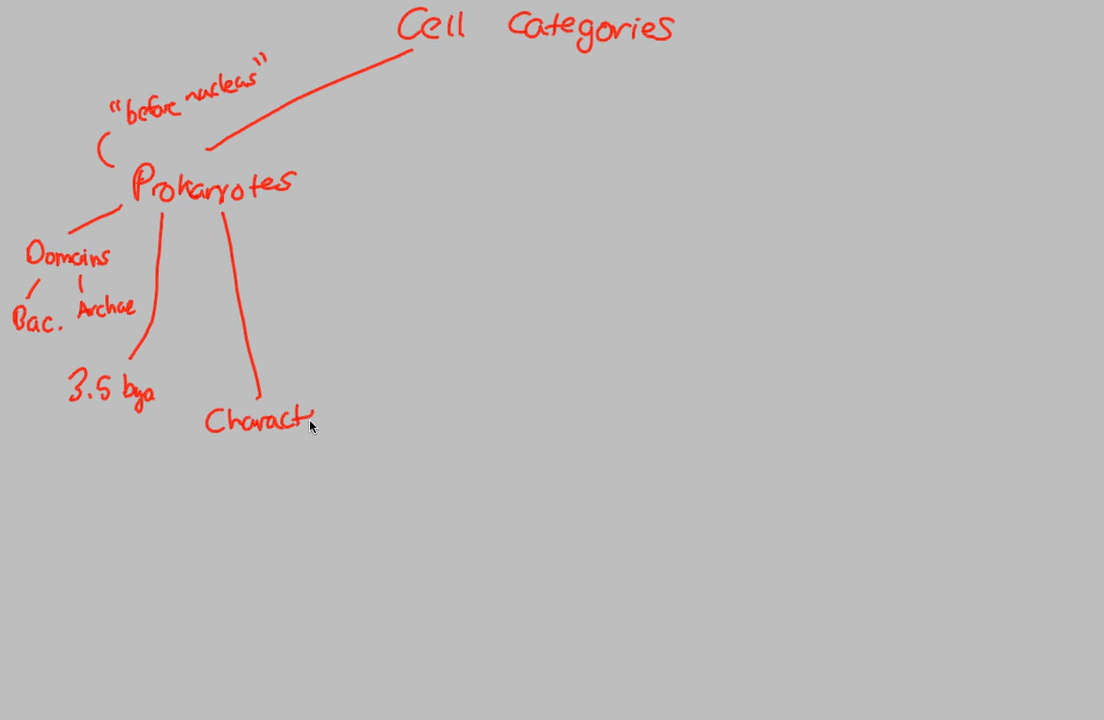 Cell Categories
"before nucleus"
Prokaryotes
Domains
Bac. Archae
3.5 bya
Charact